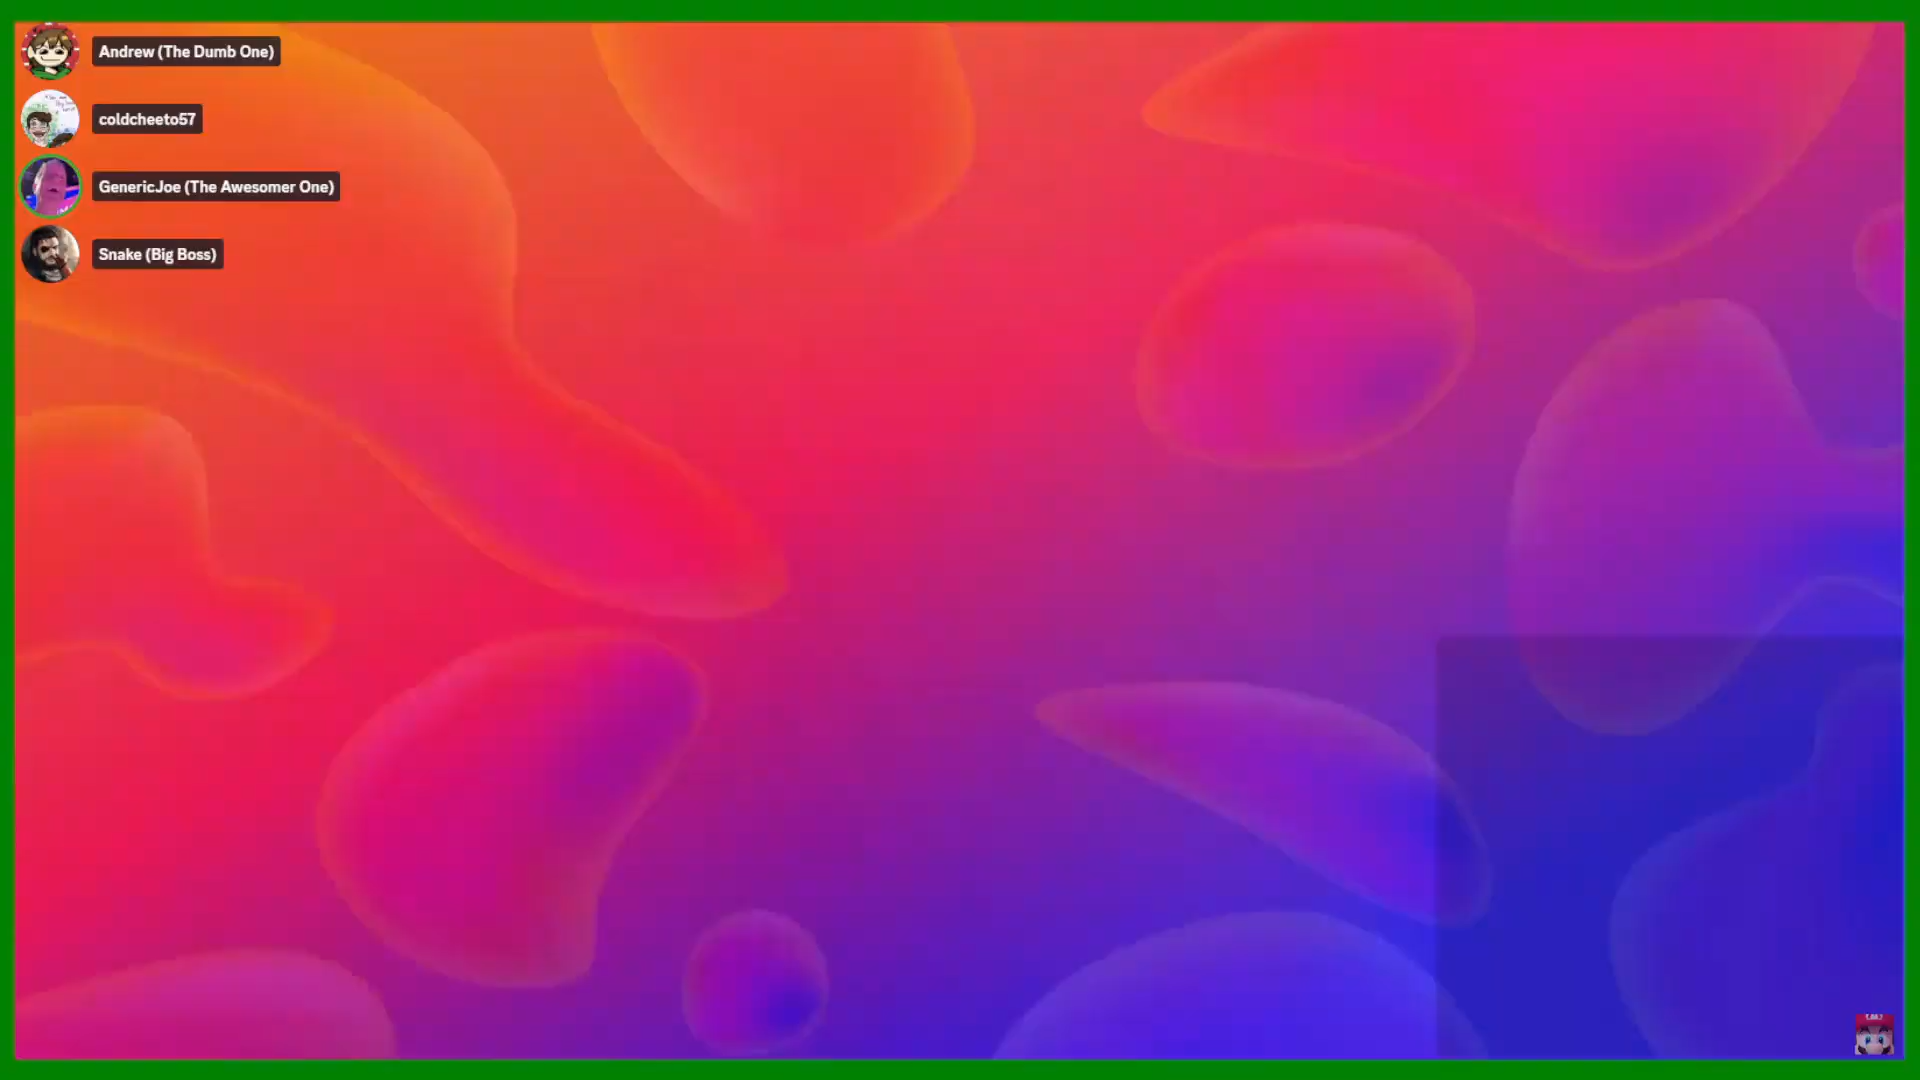 Andrew (The Dumb One)
coldcheeto57
GenericJoe (The Awesomer One)
Snake (Big Boss)